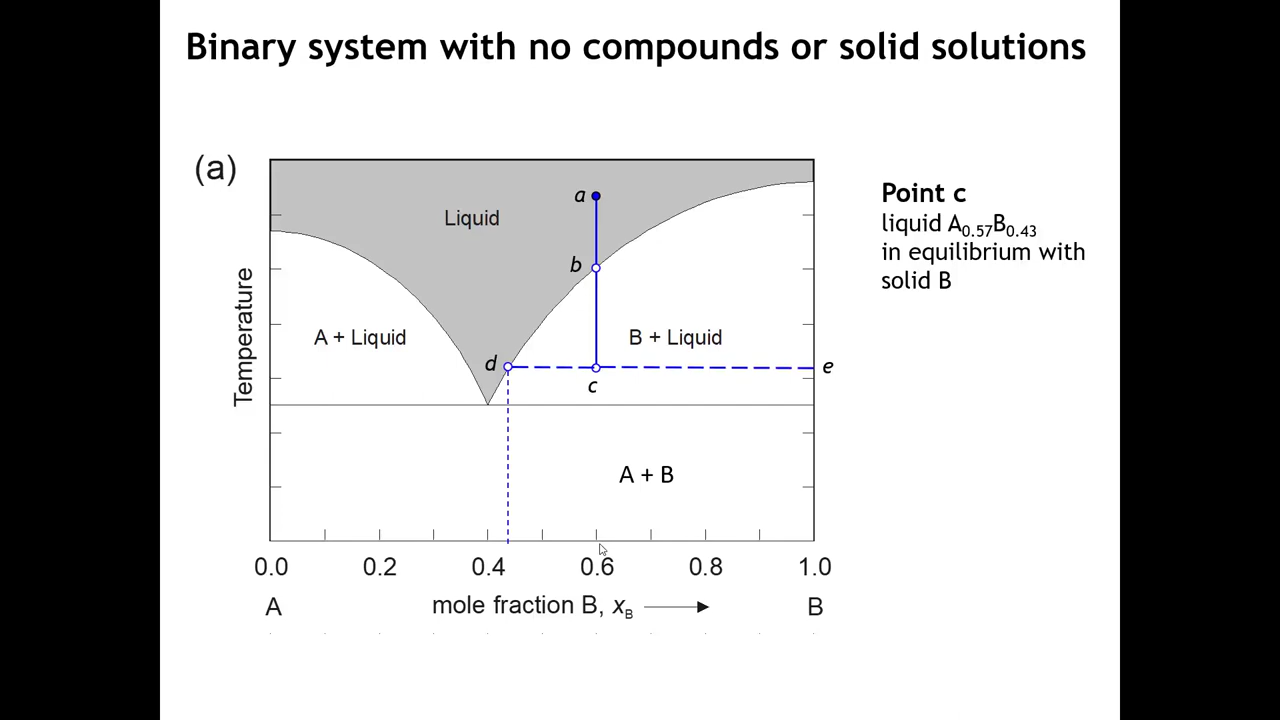 Binary system with no compounds or solid solutions
(a)
a
Liquid
b
A + Liquid
B + Liquid
d
c
e
A + B
Temperature
0.0 0.2 0.4 0.6 0.8 1.0
A
mole fraction B, xB
B
Point c
liquid A0.57B0.43
in equilibrium with
solid B